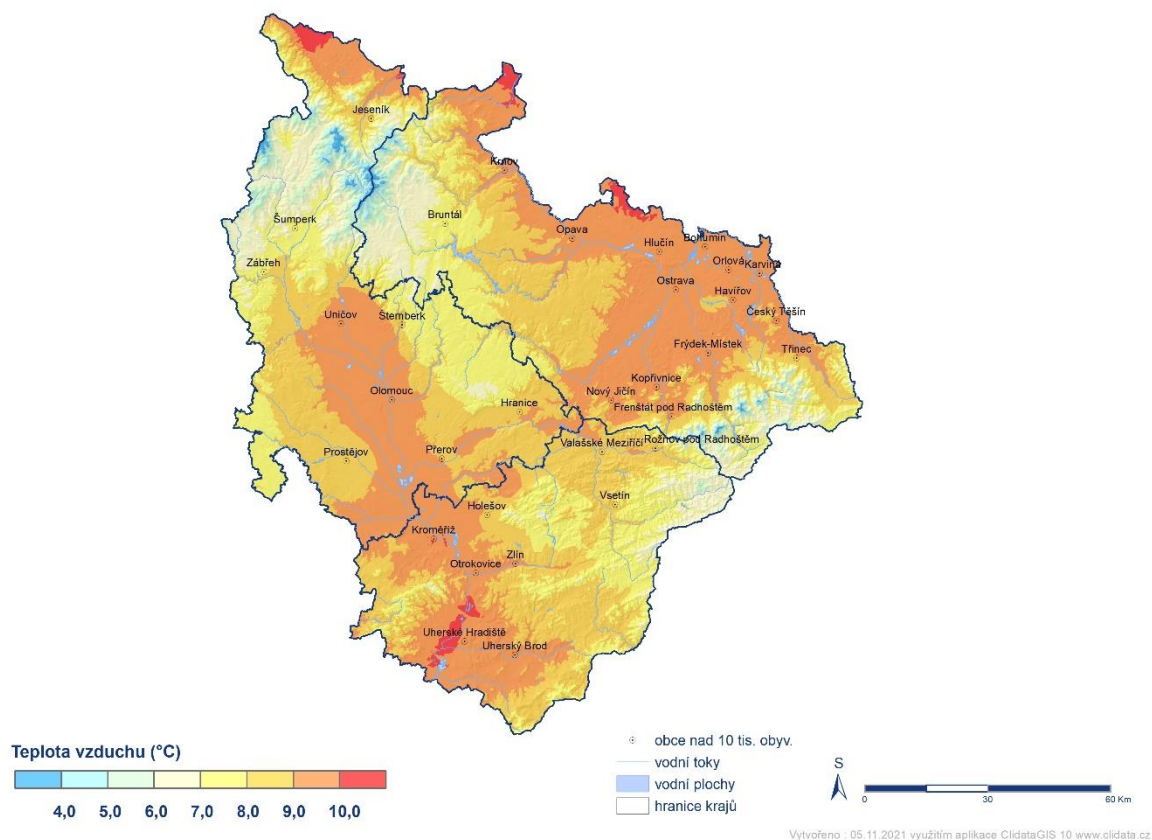 Jeseník
Krnov
Šumperk
Bruntál
Opava
Hlučín
Bohumín
Zábřeh
Orlová
Karviná
Ostrava
Havířov
Uničov
Štemberk
Český Těšín
Frýdek-Místek
Třinec
Olomouc
Kopřivnice
Nový Jičín
Hranice
Frenštat pod Radhoštěm
Valašské Meziříčí
Rožnov pod Radhoštěm
Prostějov
Přerov
Vsetín
Holešov
Kroměříž
Zlín
Otrokovice
Uherské Hradiště
Uherský Brod
Teplota vzduchu (°C)
4,0 5,0 6,0 7,0 8,0 9,0 10,0
obce nad 10 tis. obyv.
vodní toky
vodní plochy
hranice krajů
S
0 30 60 Km
Vytvořeno : 05.11.2021 využitím aplikace ClidataGIS 10 www.clidata.cz